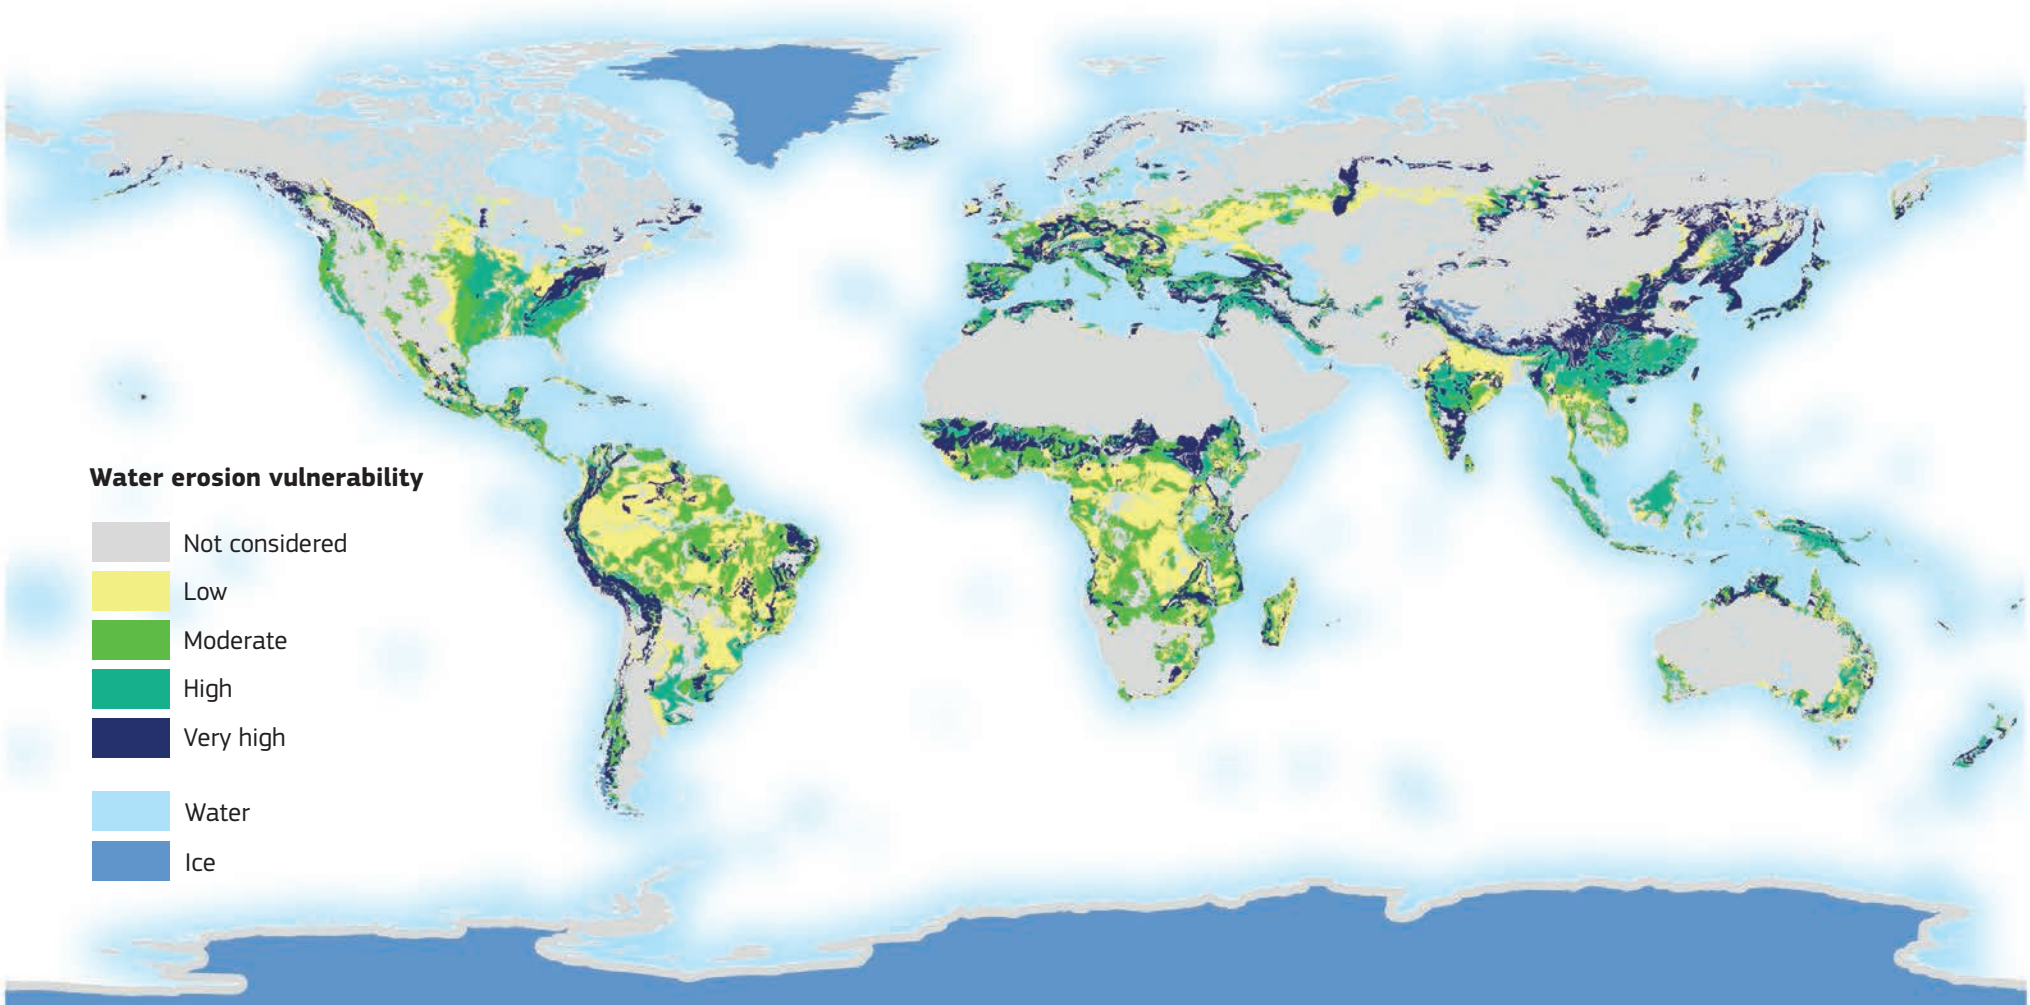 Water erosion vulnerability
Not considered
Low
Moderate
High
Very high
Water
Ice